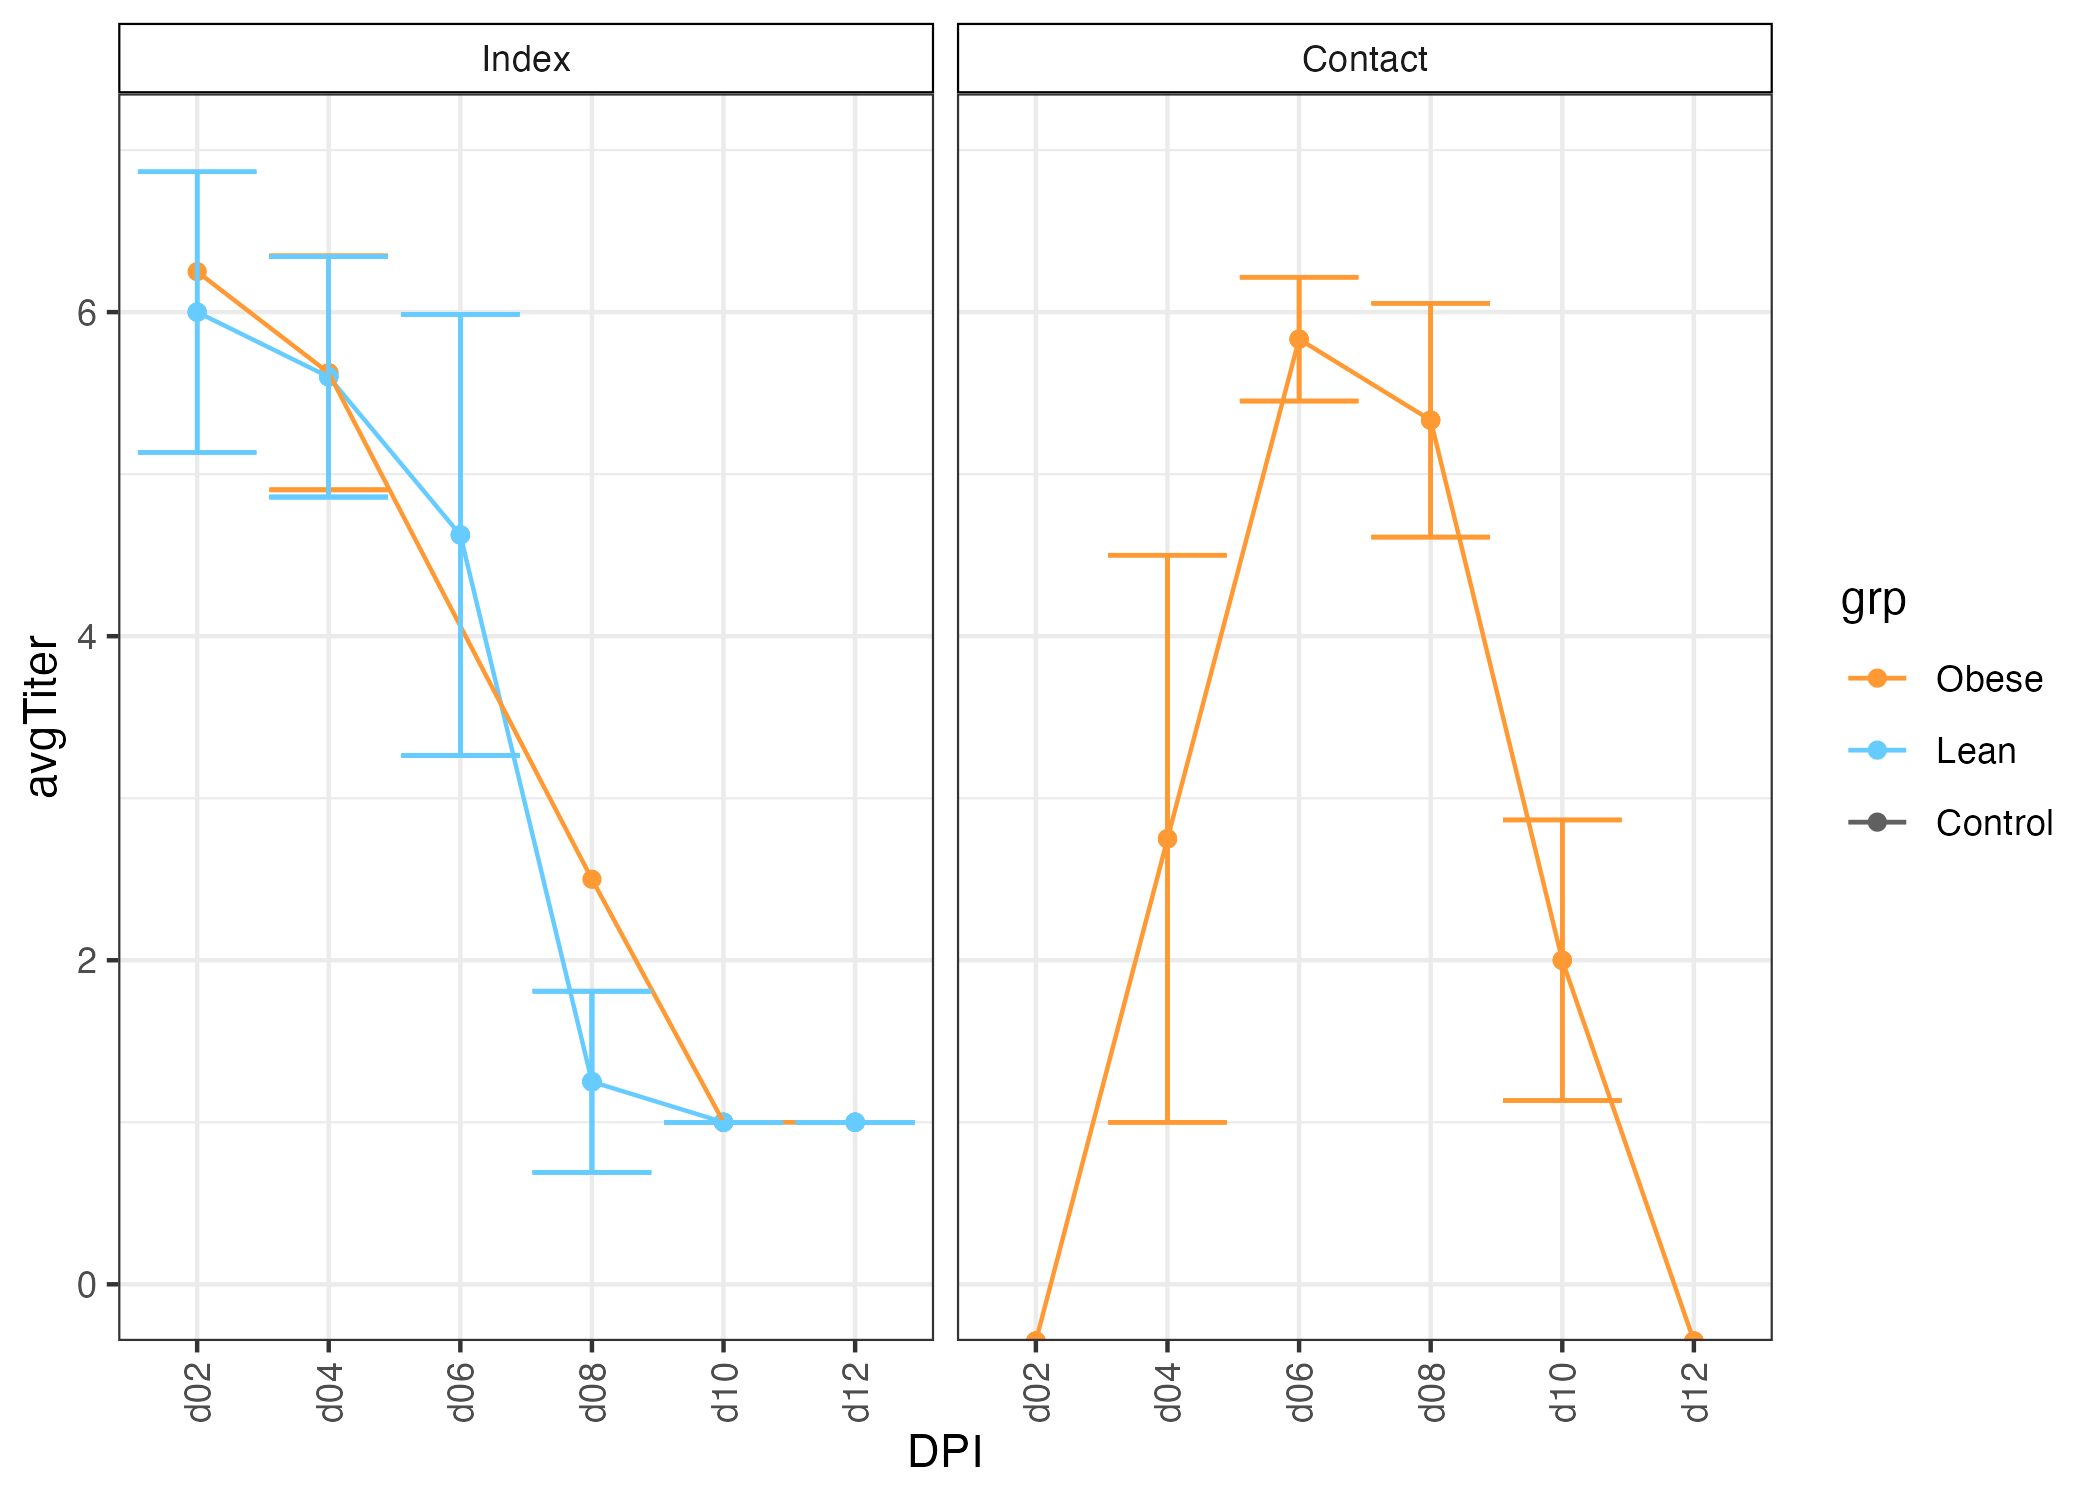 Index
Contact
avgTiter
6
4
2
0
d02
d04
d06
d08
d10
d12
d02
d04
d06
d08
d10
d12
DPI
grp
Obese
Lean
Control